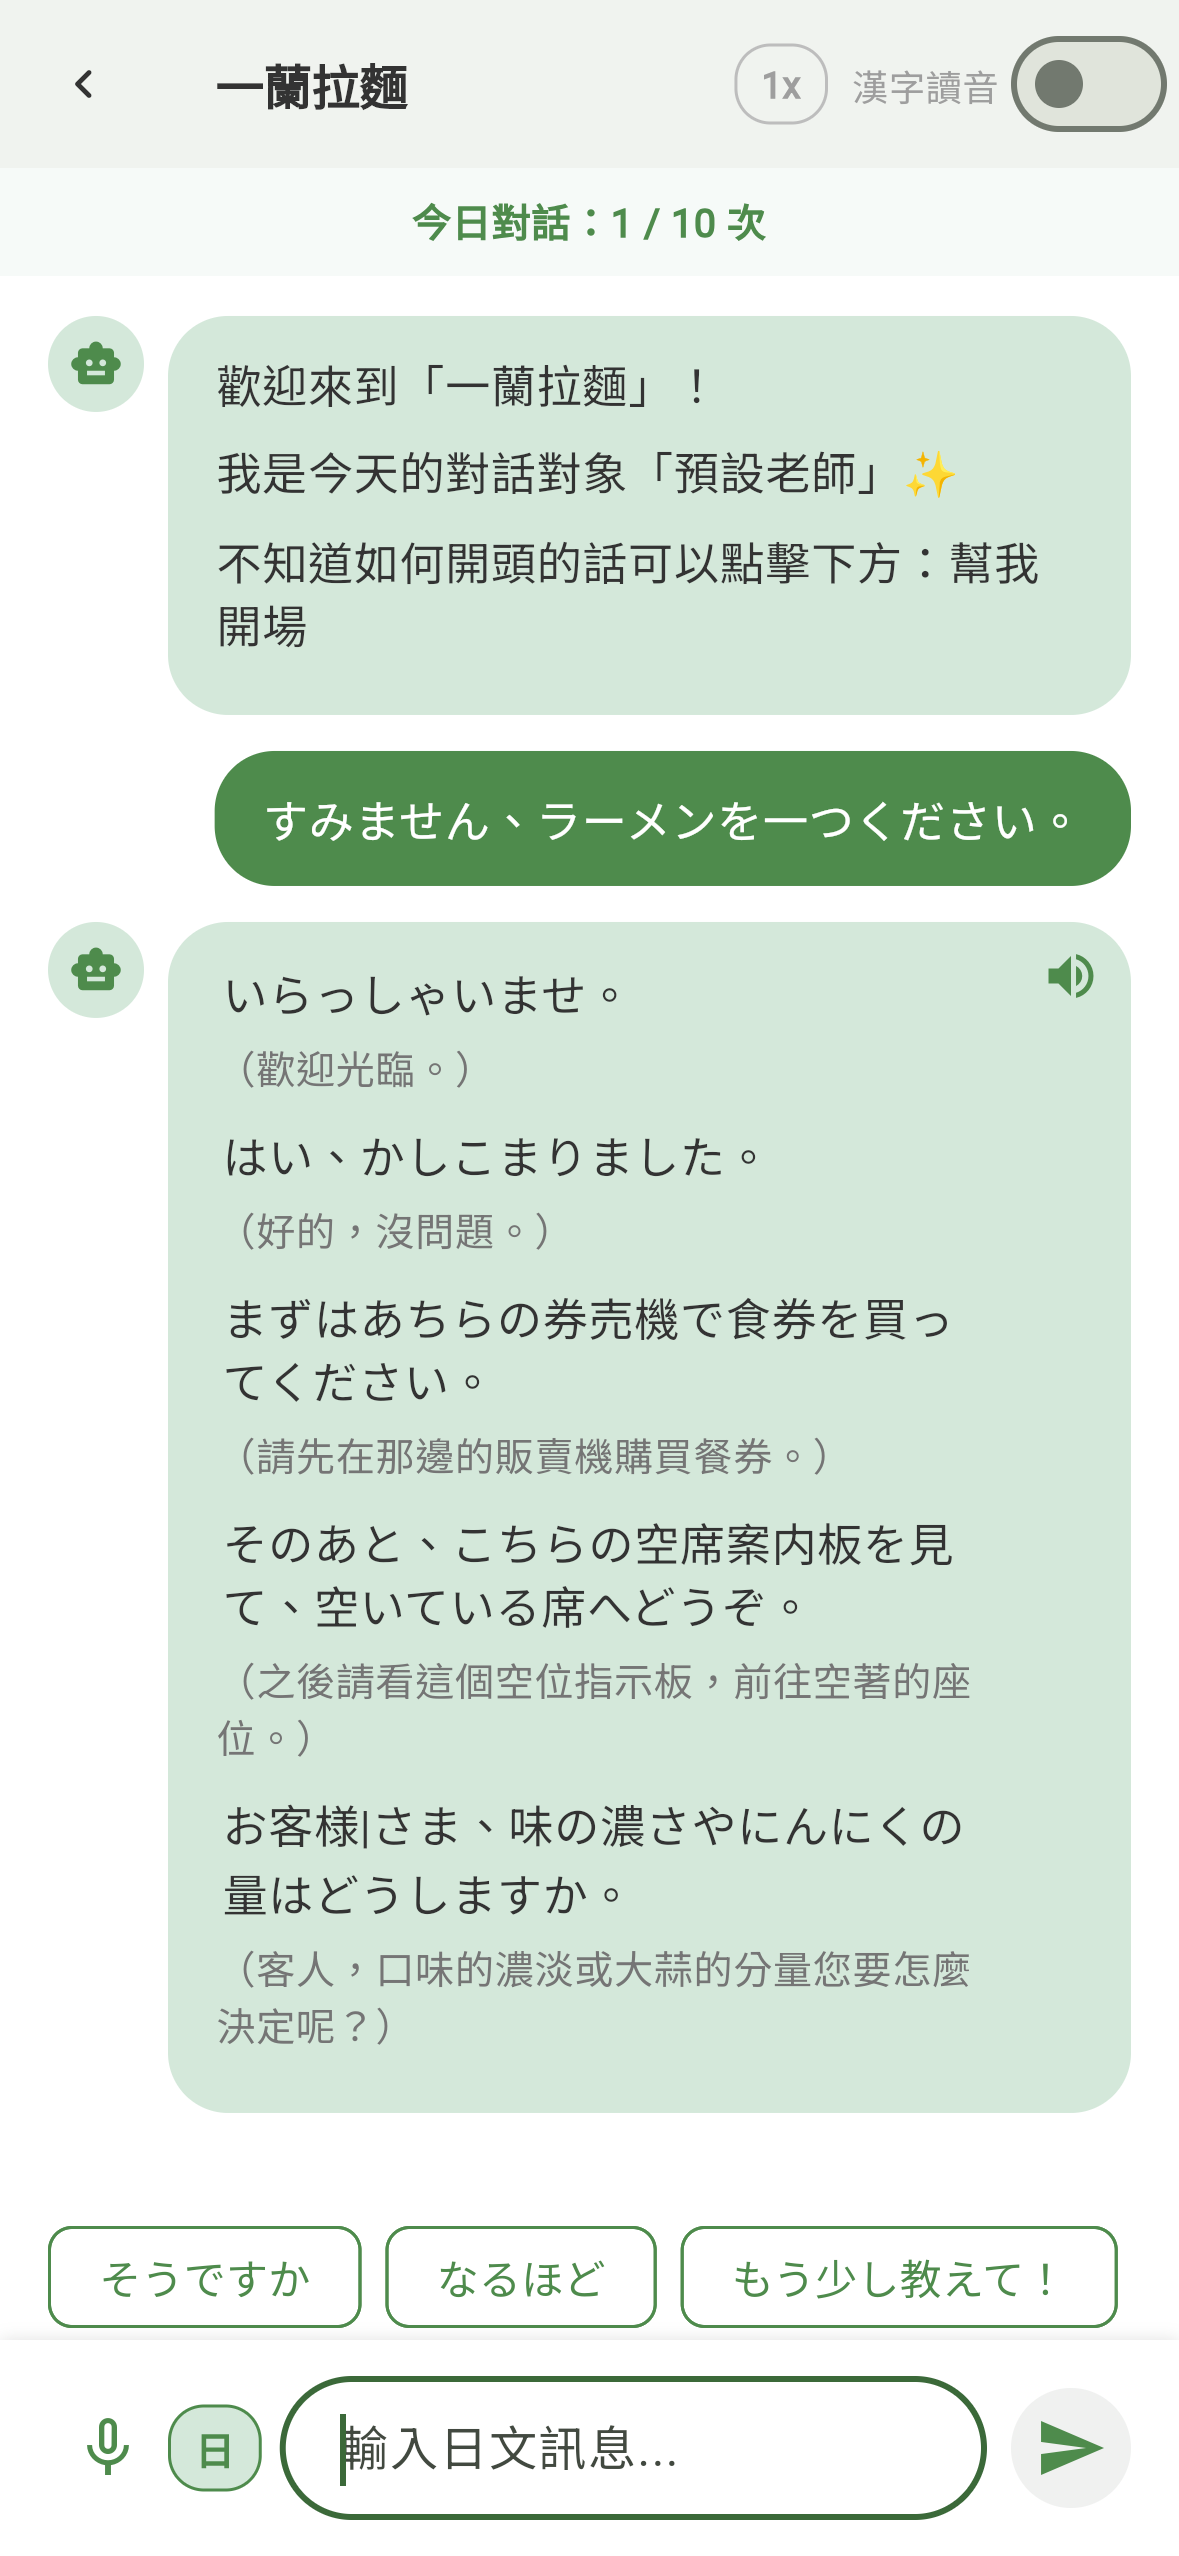 一蘭拉麵
1x
漢字讀音
今日對話：1 / 10 次
歡迎來到「一蘭拉麵」！
我是今天的對話對象「預設老師」✨
不知道如何開頭的話可以點擊下方：幫我
開場
すみません、ラーメンを一つください。
いらっしゃいませ。
（歡迎光臨。）
はい、かしこまりました。
（好的，沒問題。）
まずはあちらの券売機で食券を買っ
てください。
（請先在那邊的販賣機購買餐券。）
そのあと、こちらの空席案内板を見
て、空いている席へどうぞ。
（之後請看這個空位指示板，前往空著的座
位。）
お客様|さま、味の濃さやにんにくの
量はどうしますか。
（客人，口味的濃淡或大蒜的分量您要怎麼
決定呢？）
そうですか
なるほど
もう少し教えて！
日
輸入日文訊息...